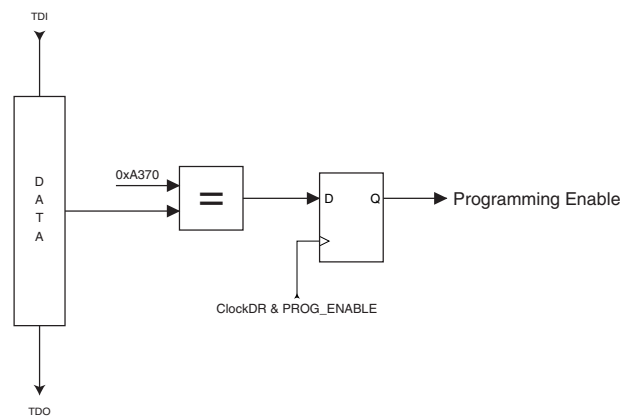 TDI
D
A
T
A
0xA370
=
D
Q
Programming Enable
ClockDR & PROG_ENABLE
TDO